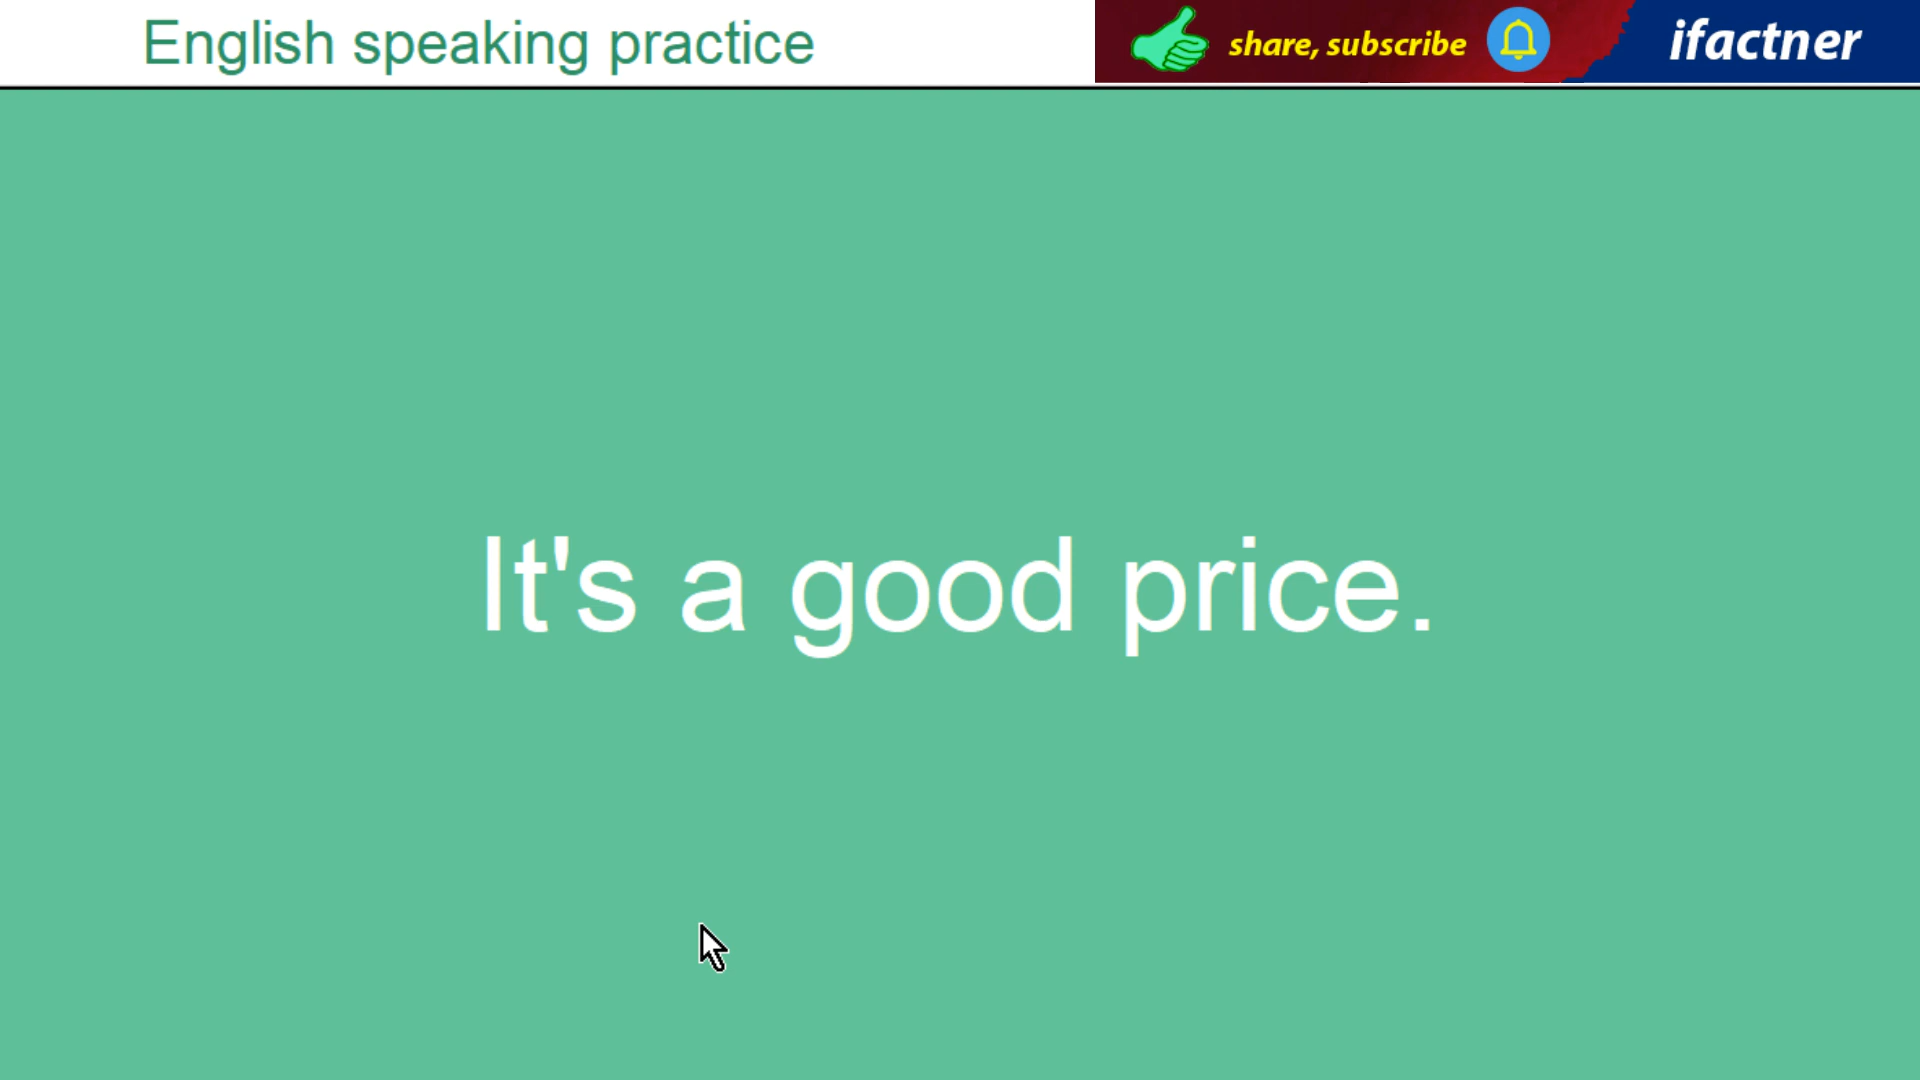 English speaking practice
share, subscribe
ifactner
It's a good price.